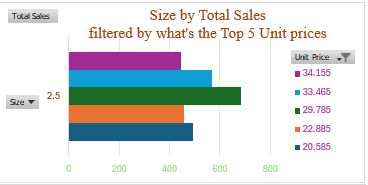 Total Sales
Size by Total Sales
filtered by what's the Top 5 Unit prices
Unit Price
34.155
33.465
29.785
22.885
20.585
Size
2.5
0 200 400 600 800